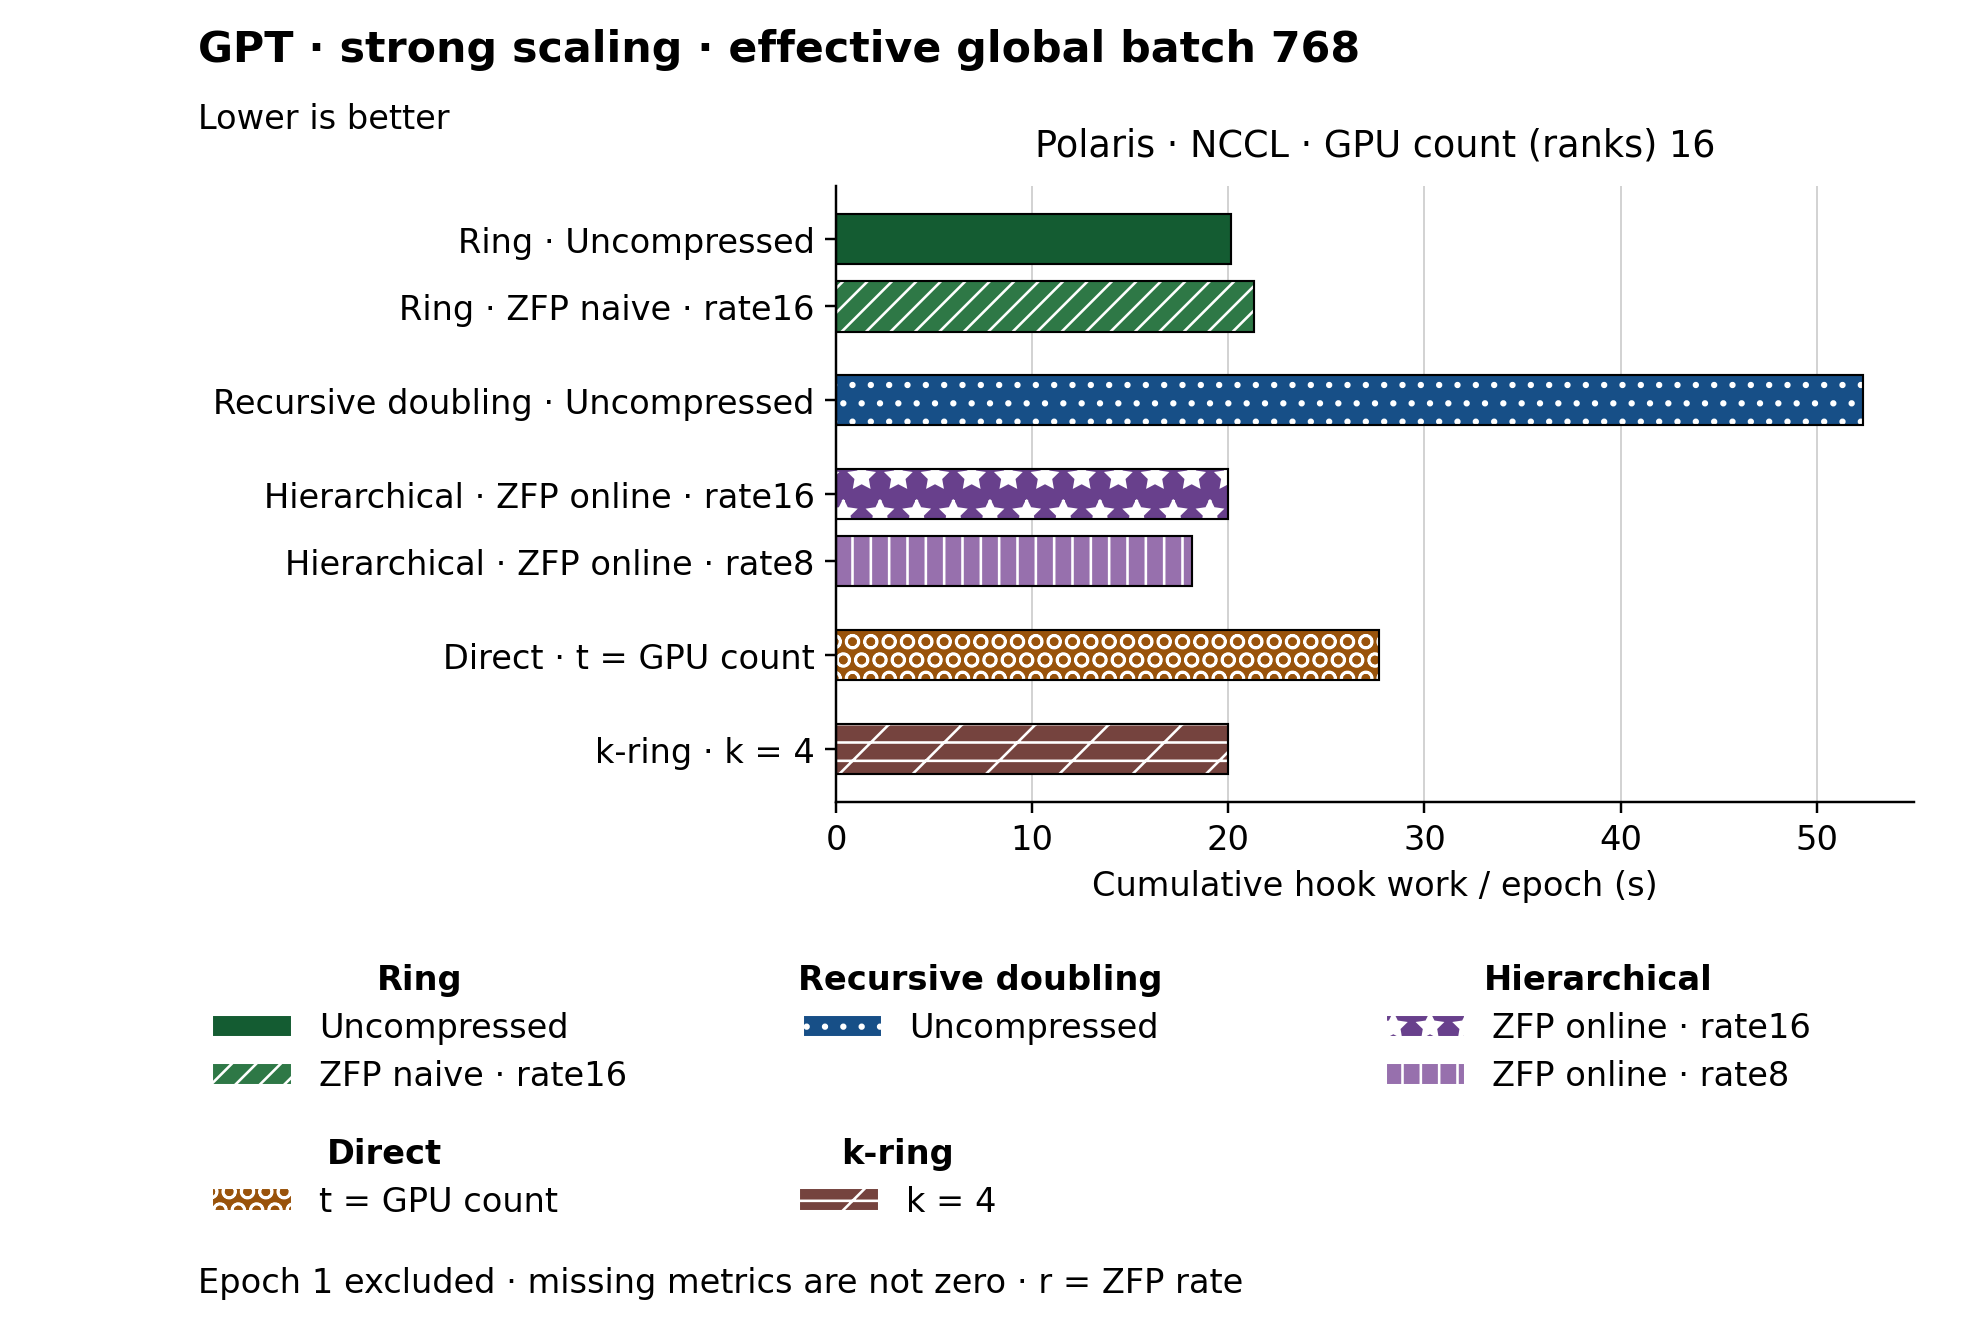 GPT · strong scaling · effective global batch 768
Lower is better
Polaris · NCCL · GPU count (ranks) 16
Ring · Uncompressed
Ring · ZFP naive · rate16
Recursive doubling · Uncompressed
Hierarchical · ZFP online · rate16
Hierarchical · ZFP online · rate8
Direct · t = GPU count
k-ring · k = 4
0 10 20 30 40 50
Cumulative hook work / epoch (s)
Ring
Uncompressed
ZFP naive · rate16
Recursive doubling
Uncompressed
Hierarchical
ZFP online · rate16
ZFP online · rate8
Direct
t = GPU count
k-ring
k = 4
Epoch 1 excluded · missing metrics are not zero · r = ZFP rate